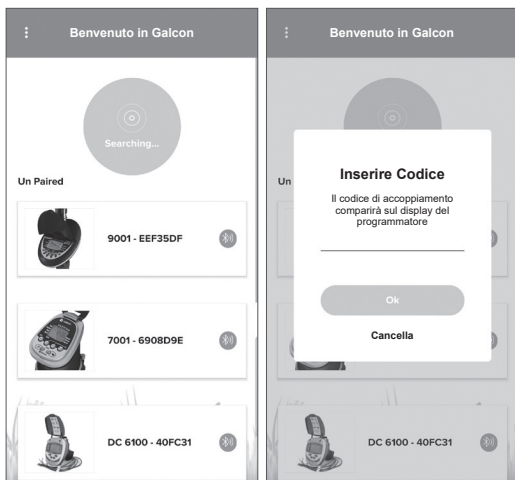 Benvenuto in Galcon
Searching...
Un Paired
9001 - EEF35DF
7001 - 6908D9E
DC 6100 - 40FC31
Benvenuto in Galcon
Un
Inserire Codice
Il codice di accoppiamento
comparirà sul display del
programmatore
Ok
Cancella
DC 6100 - 40FC31